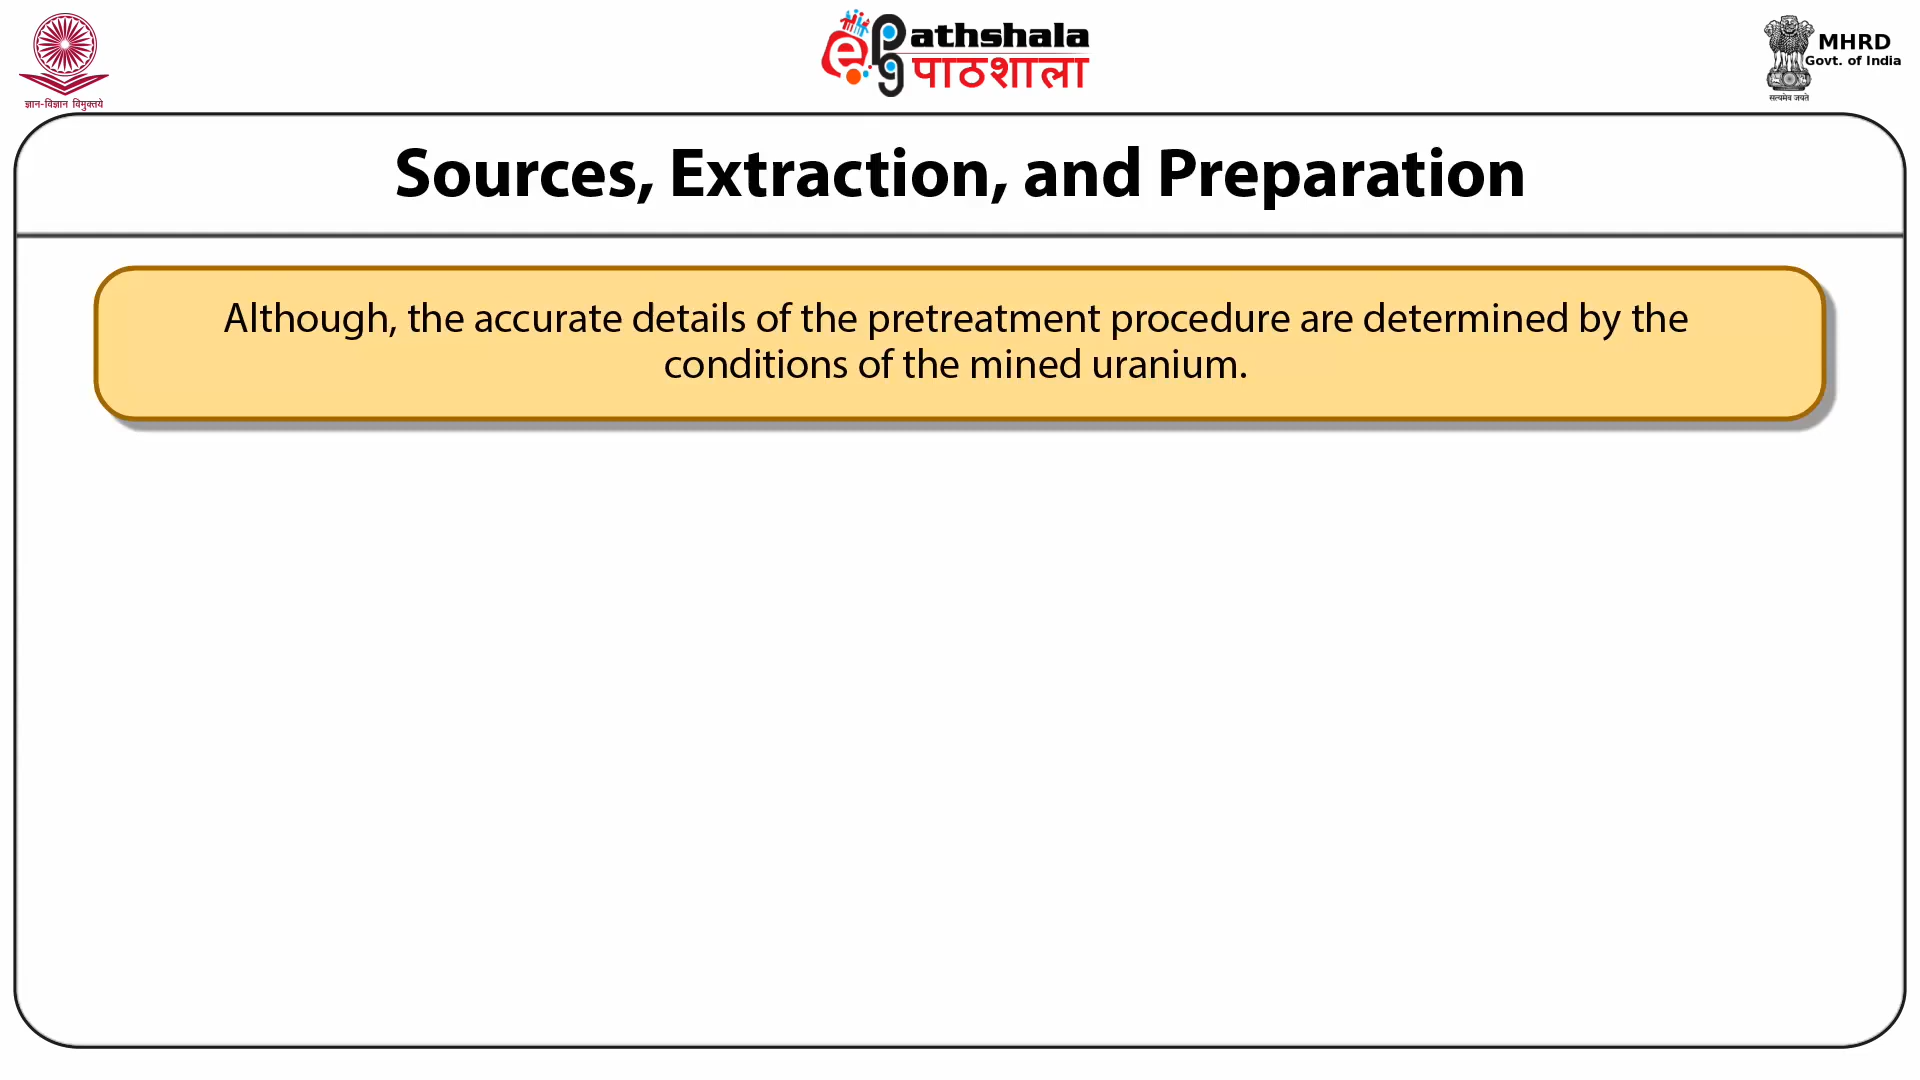 ज्ञान-विज्ञान विमुक्तये
ePathshala
पाठशाला
MHRD
Govt. of India
सत्यमेव जयते
Sources, Extraction, and Preparation
Although, the accurate details of the pretreatment procedure are determined by the
conditions of the mined uranium.